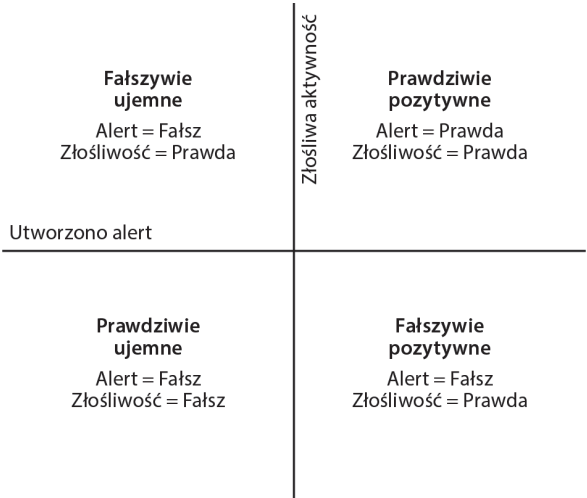 Fałszywie
ujemne
Alert = Fałsz
Złośliwość = Prawda
Złośliwa aktywność
Prawdziwie
pozytywne
Alert = Prawda
Złośliwość = Prawda
Utworzono alert
Prawdziwie
ujemne
Alert = Fałsz
Złośliwość = Fałsz
Fałszywie
pozytywne
Alert = Fałsz
Złośliwość = Prawda